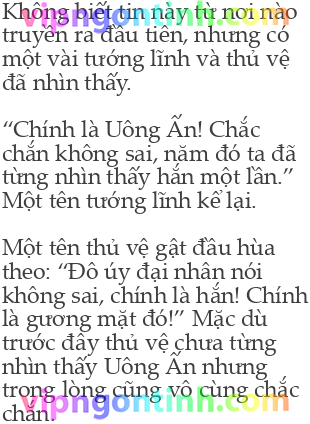 Không biết tin này từ nơi nào
vipngontinh.com
truyền ra đầu tiên, nhưng có
một vài tướng lĩnh và thủ vệ
đã nhìn thấy.
“Chính là Uông Ấn! Chắc
chắn không sai, năm đó ta đã
từng nhìn thấy hắn một lần.”
Một tên tướng lĩnh kể lại.
Một tên thủ vệ gật đầu hùa
theo: “Đô úy đại nhân nói
không sai, chính là hắn! Chính
là gương mặt đó!” Mặc dù
trước đây thủ vệ chưa từng
nhìn thấy Uông Ấn nhưng
trong lòng cũng vô cùng chắc
vipngontinh.com
chắn.